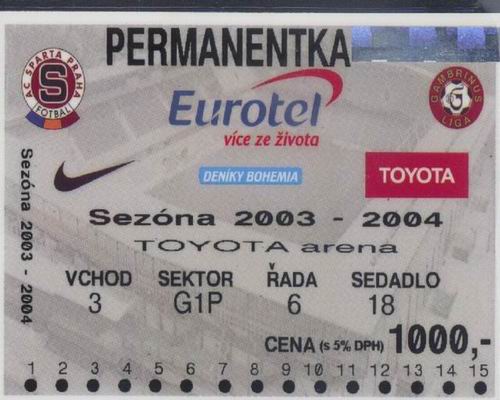 PERMANENTKA
A.C. SPARTA PRAHA
S
FOTBAL
Eurotel
více ze života
GAMBRINUS
G
LIGA
DENÍKY BOHEMIA
TOYOTA
Sezóna 2003 - 2004
Sezóna 2003 - 2004
TOYOTA arena
VCHOD SEKTOR ŘADA SEDADLO
3 G1P 6 18
CENA (s 5% DPH) 1000,-
1 2 3 4 5 6 7 8 9 10 11 12 13 14 15